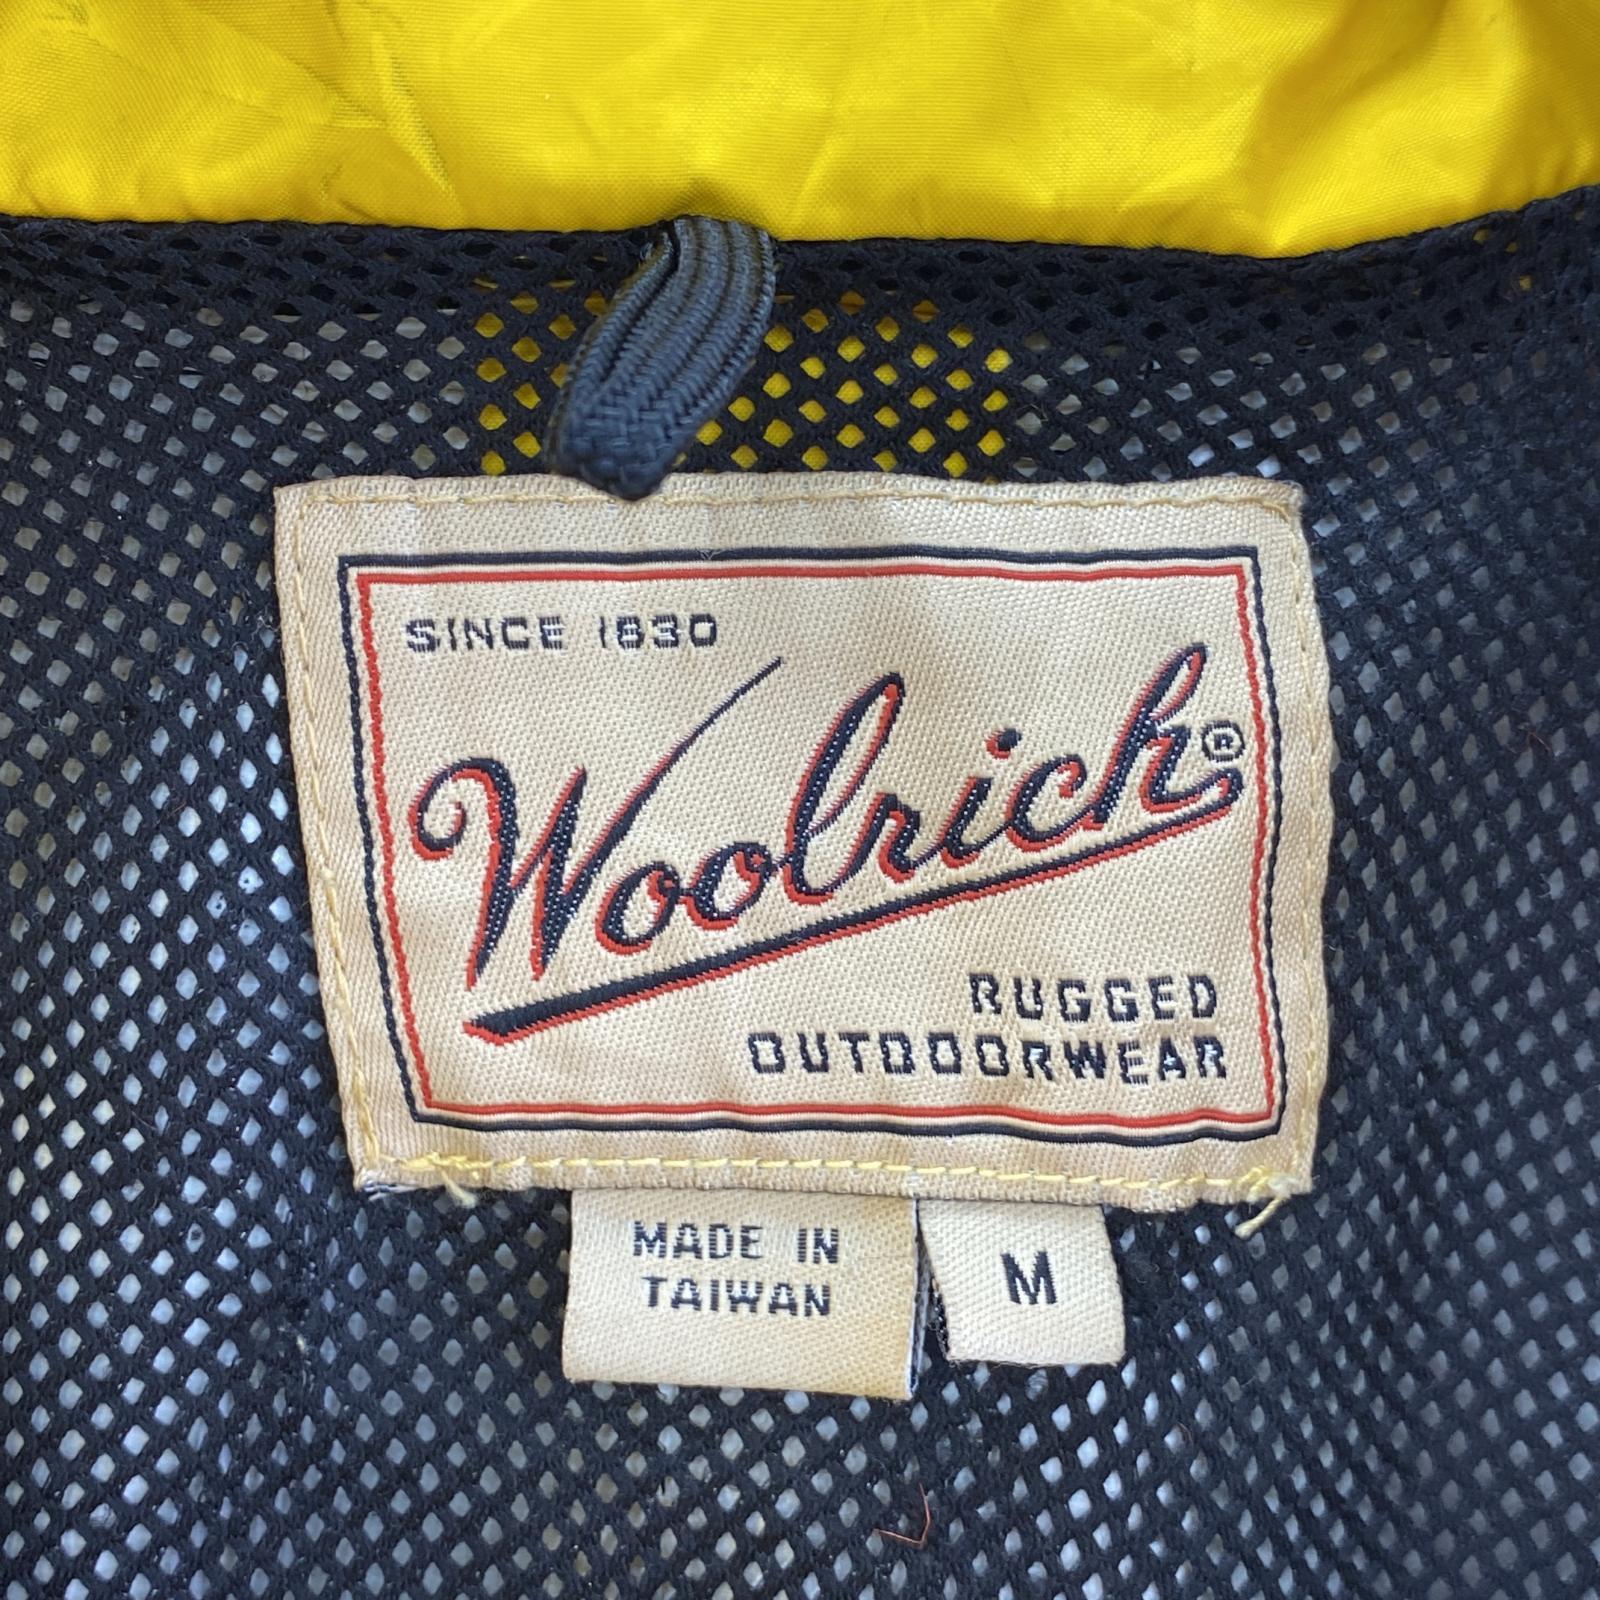 SINCE 1830
Woolrich®
RUGGED
OUTDOORWEAR
MADE IN
TAIWAN
M